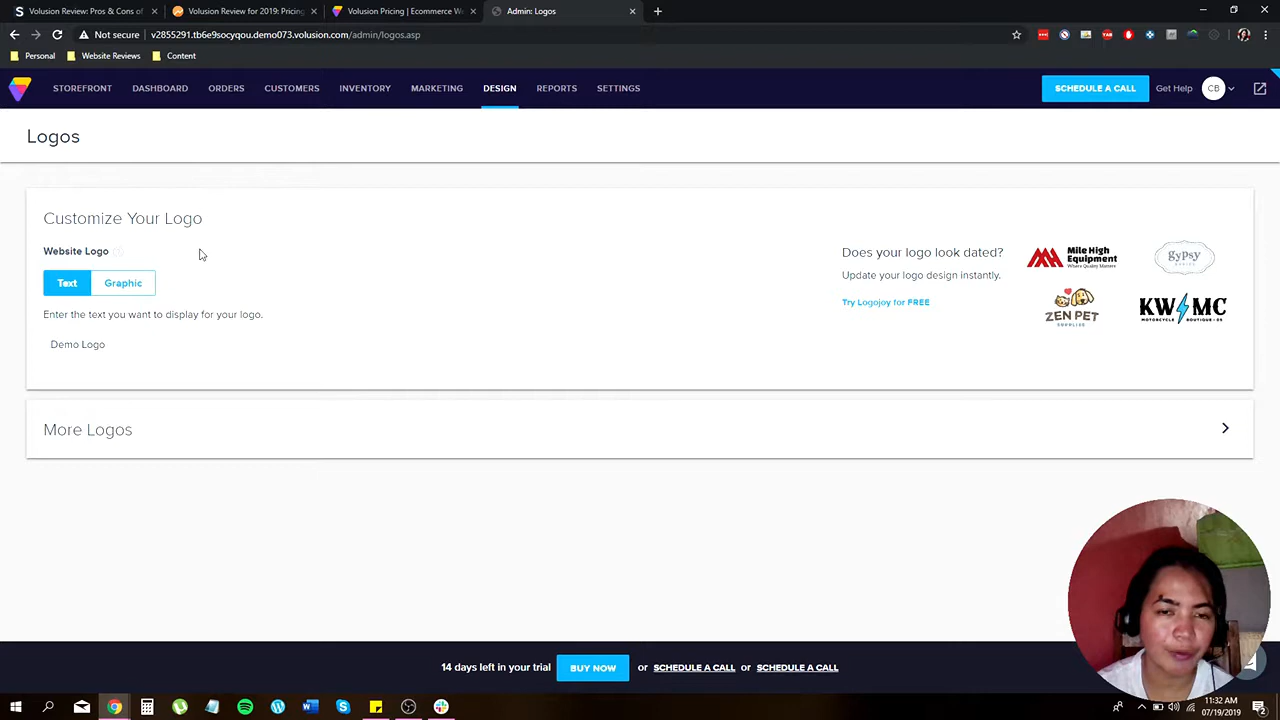 Volusion Review: Pros & Cons of
Volusion Review for 2019: Pricing
Volusion Pricing | Ecommerce W
Admin: Logos
Not secure | v2855291.tb6e9socyqou.demo073.volusion.com/admin/logos.asp
Personal
Website Reviews
Content
STOREFRONT
DASHBOARD
ORDERS
CUSTOMERS
INVENTORY
MARKETING
DESIGN
REPORTS
SETTINGS
SCHEDULE A CALL
Get Help
CB
Logos
Customize Your Logo
Website Logo
Text
Graphic
Enter the text you want to display for your logo.
Demo Logo
Does your logo look dated?
Update your logo design instantly.
Try Logojoy for FREE
Mile High
Equipment
Where Quality Matters
gypsy
ZEN PET
SUPPLIES
KW MC
More Logos
14 days left in your trial
BUY NOW
or
SCHEDULE A CALL
or
SCHEDULE A CALL
11:32 AM
07/19/2019